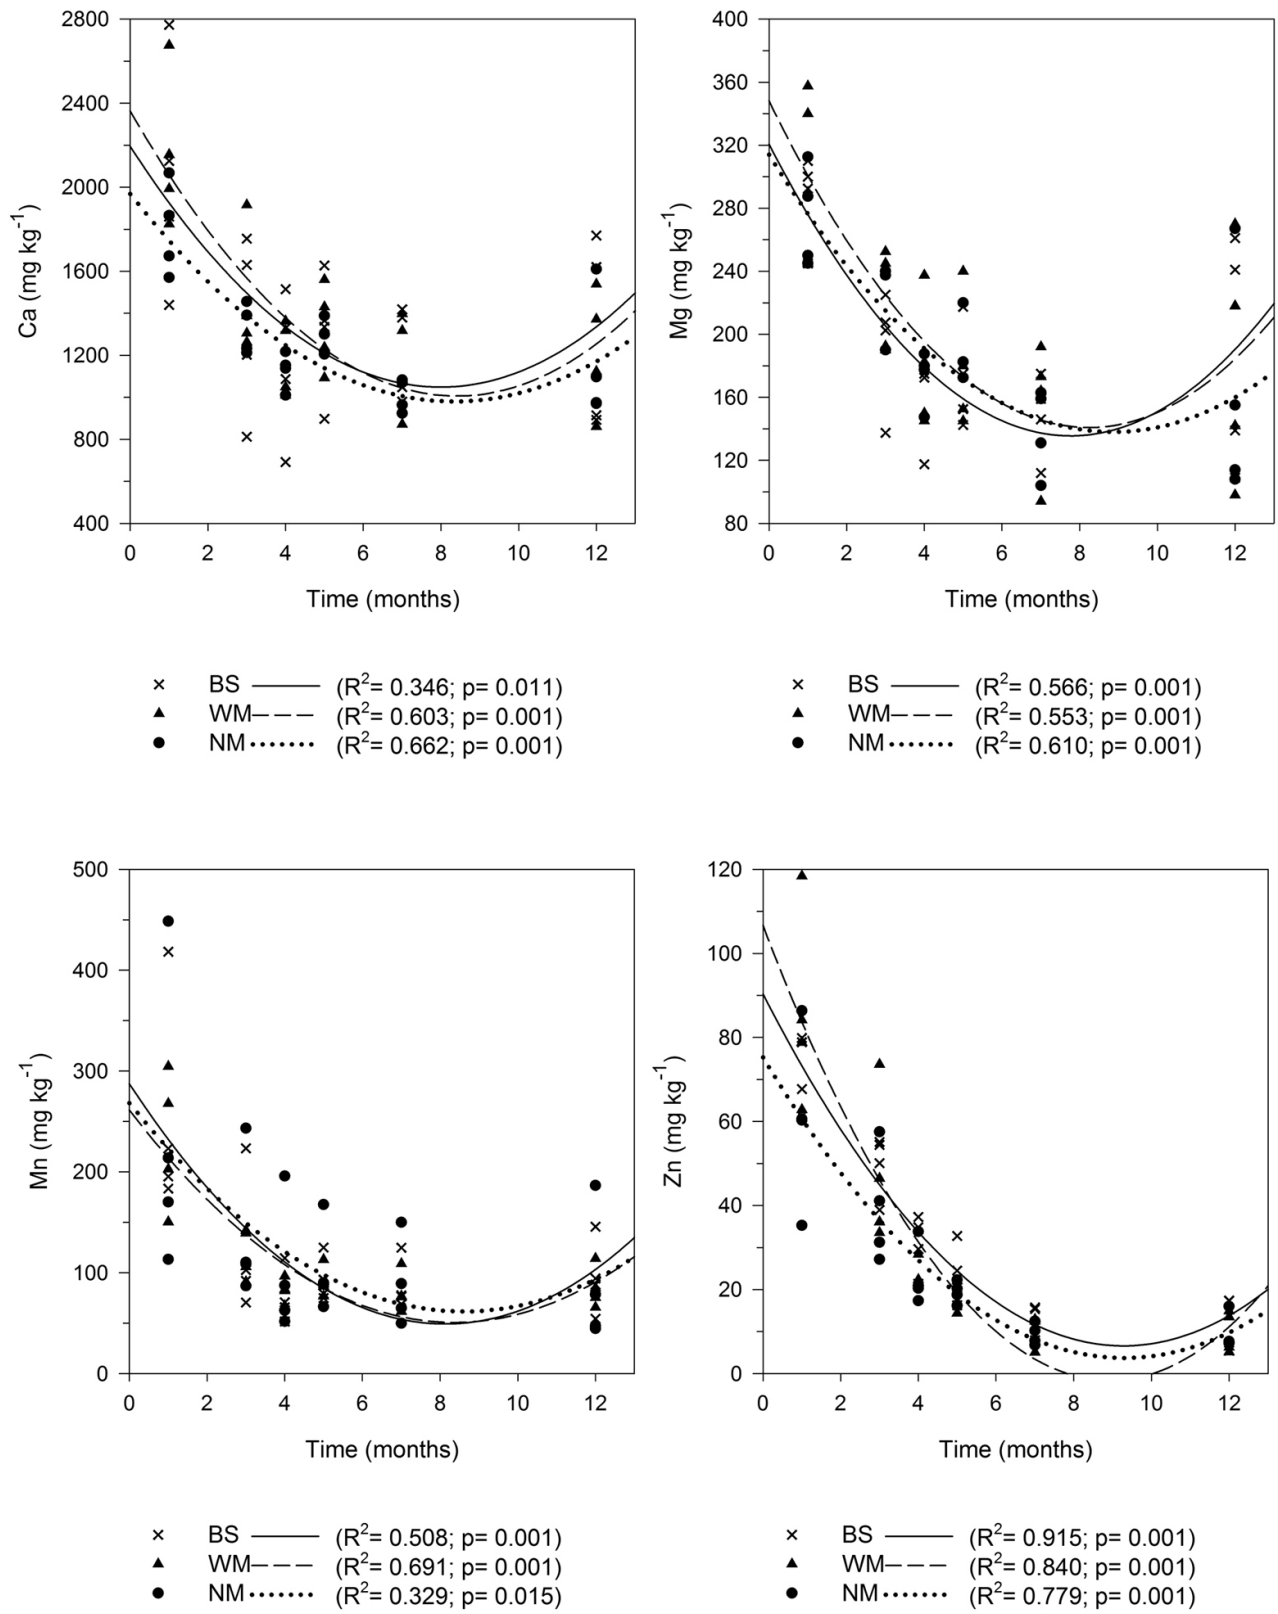 2800
2400
2000
1600
1200
800
400
Ca (mg kg⁻¹)
0 2 4 6 8 10 12
Time (months)
BS (R²= 0.346; p= 0.011)
WM (R²= 0.603; p= 0.001)
NM (R²= 0.662; p= 0.001)
400
360
320
280
240
200
160
120
80
Mg (mg kg⁻¹)
0 2 4 6 8 10 12
Time (months)
BS (R²= 0.566; p= 0.001)
WM (R²= 0.553; p= 0.001)
NM (R²= 0.610; p= 0.001)
500
400
300
200
100
0
Mn (mg kg⁻¹)
0 2 4 6 8 10 12
Time (months)
BS (R²= 0.508; p= 0.001)
WM (R²= 0.691; p= 0.001)
NM (R²= 0.329; p= 0.015)
120
100
80
60
40
20
0
Zn (mg kg⁻¹)
0 2 4 6 8 10 12
Time (months)
BS (R²= 0.915; p= 0.001)
WM (R²= 0.840; p= 0.001)
NM (R²= 0.779; p= 0.001)